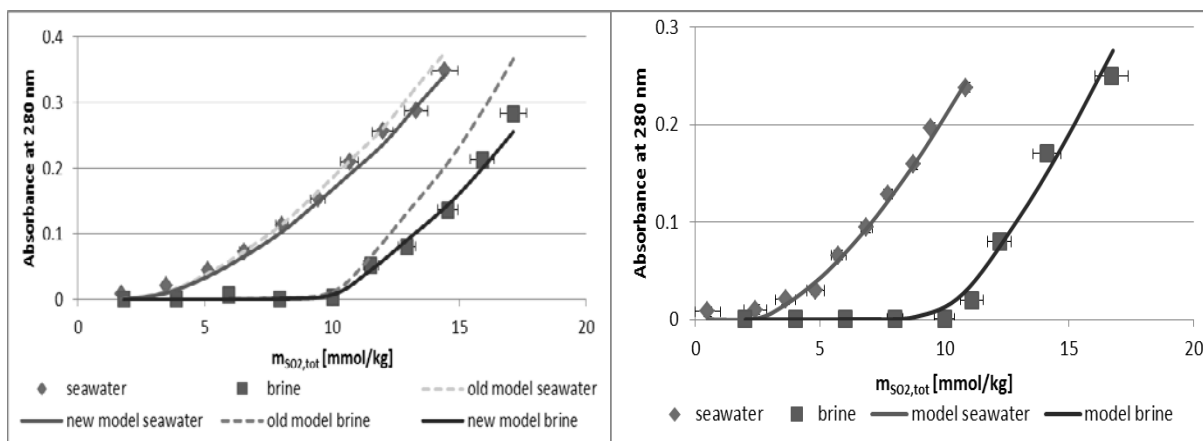 Absorbance at 280 nm
0.4
0.3
0.2
0.1
0
0
5
10
15
20
mSO2,tot [mmol/kg]
seawater
brine
old model seawater
new model seawater
old model brine
new model brine
Absorbance at 280 nm
0.3
0.2
0.1
0
0
5
10
15
20
mSO2,tot [mmol/kg]
seawater
brine
model seawater
model brine